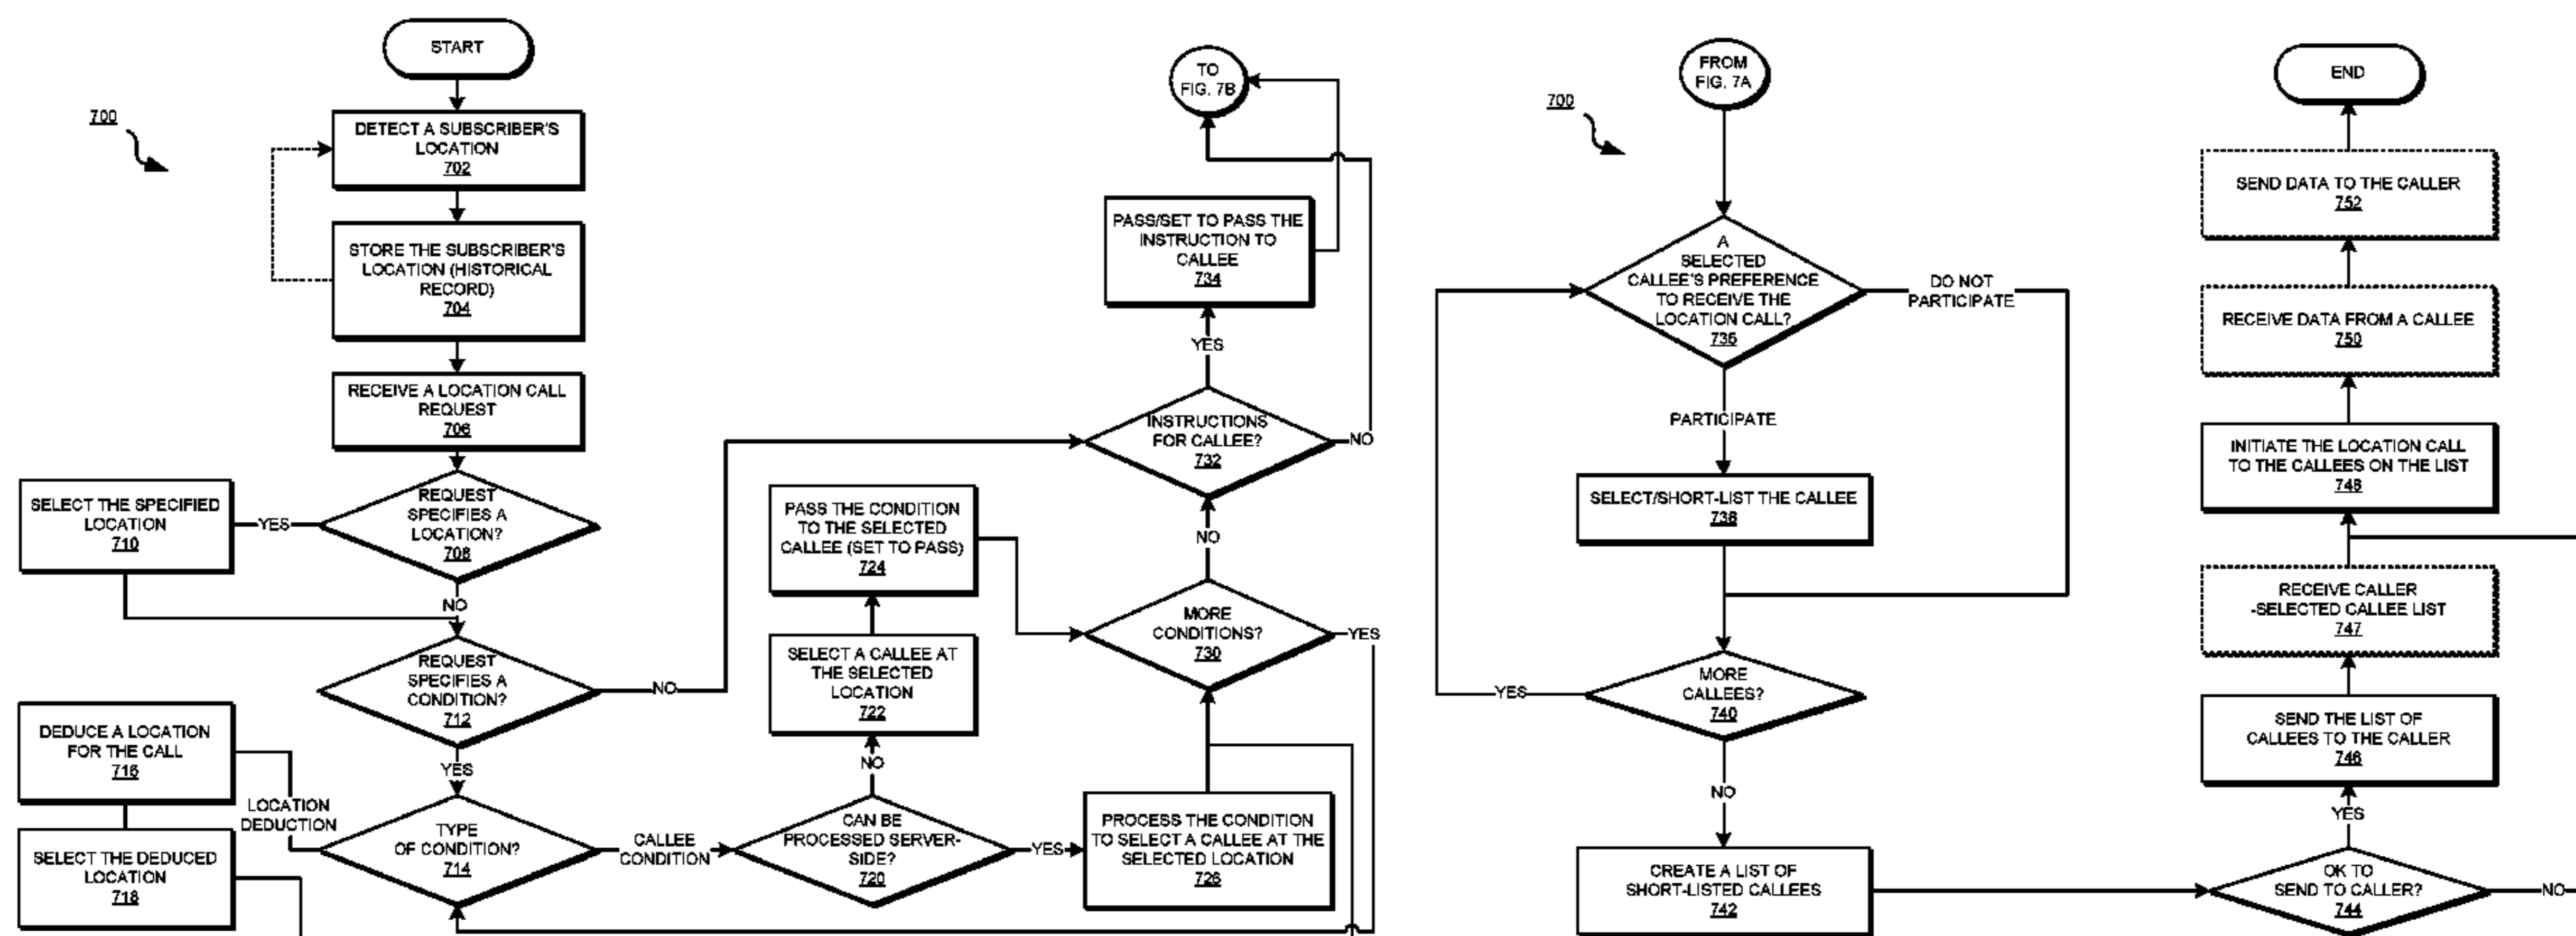 700
START
DETECT A SUBSCRIBER'S
LOCATION
702
STORE THE SUBSCRIBER'S
LOCATION (HISTORICAL
RECORD)
704
RECEIVE A LOCATION CALL
REQUEST
706
REQUEST
SPECIFIES A
LOCATION?
708
YES
SELECT THE SPECIFIED
LOCATION
710
NO
REQUEST
SPECIFIES A
CONDITION?
712
NO
YES
TYPE
OF CONDITION?
714
LOCATION
DEDUCTION
DEDUCE A LOCATION
FOR THE CALL
716
SELECT THE DEDUCED
LOCATION
718
CALLEE
CONDITION
CAN BE
PROCESSED SERVER-
SIDE?
720
NO
SELECT A CALLEE AT
THE SELECTED
LOCATION
722
PASS THE CONDITION
TO THE SELECTED
CALLEE (SET TO PASS)
724
YES
PROCESS THE CONDITION
TO SELECT A CALLEE AT THE
SELECTED LOCATION
726
MORE
CONDITIONS?
730
YES
NO
INSTRUCTIONS
FOR CALLEE?
732
NO
YES
PASS/SET TO PASS THE
INSTRUCTION TO
CALLEE
734
TO
FIG. 7B
700
FROM
FIG. 7A
A
SELECTED
CALLEE'S PREFERENCE
TO RECEIVE THE
LOCATION CALL?
736
DO NOT
PARTICIPATE
PARTICIPATE
SELECT/SHORT-LIST THE CALLEE
738
MORE
CALLEES?
740
YES
NO
CREATE A LIST OF
SHORT-LISTED CALLEES
742
OK TO
SEND TO CALLER?
744
NO
YES
SEND THE LIST OF
CALLEES TO THE CALLER
746
RECEIVE CALLER
-SELECTED CALLEE LIST
747
INITIATE THE LOCATION CALL
TO THE CALLEES ON THE LIST
748
RECEIVE DATA FROM A CALLEE
750
SEND DATA TO THE CALLER
752
END